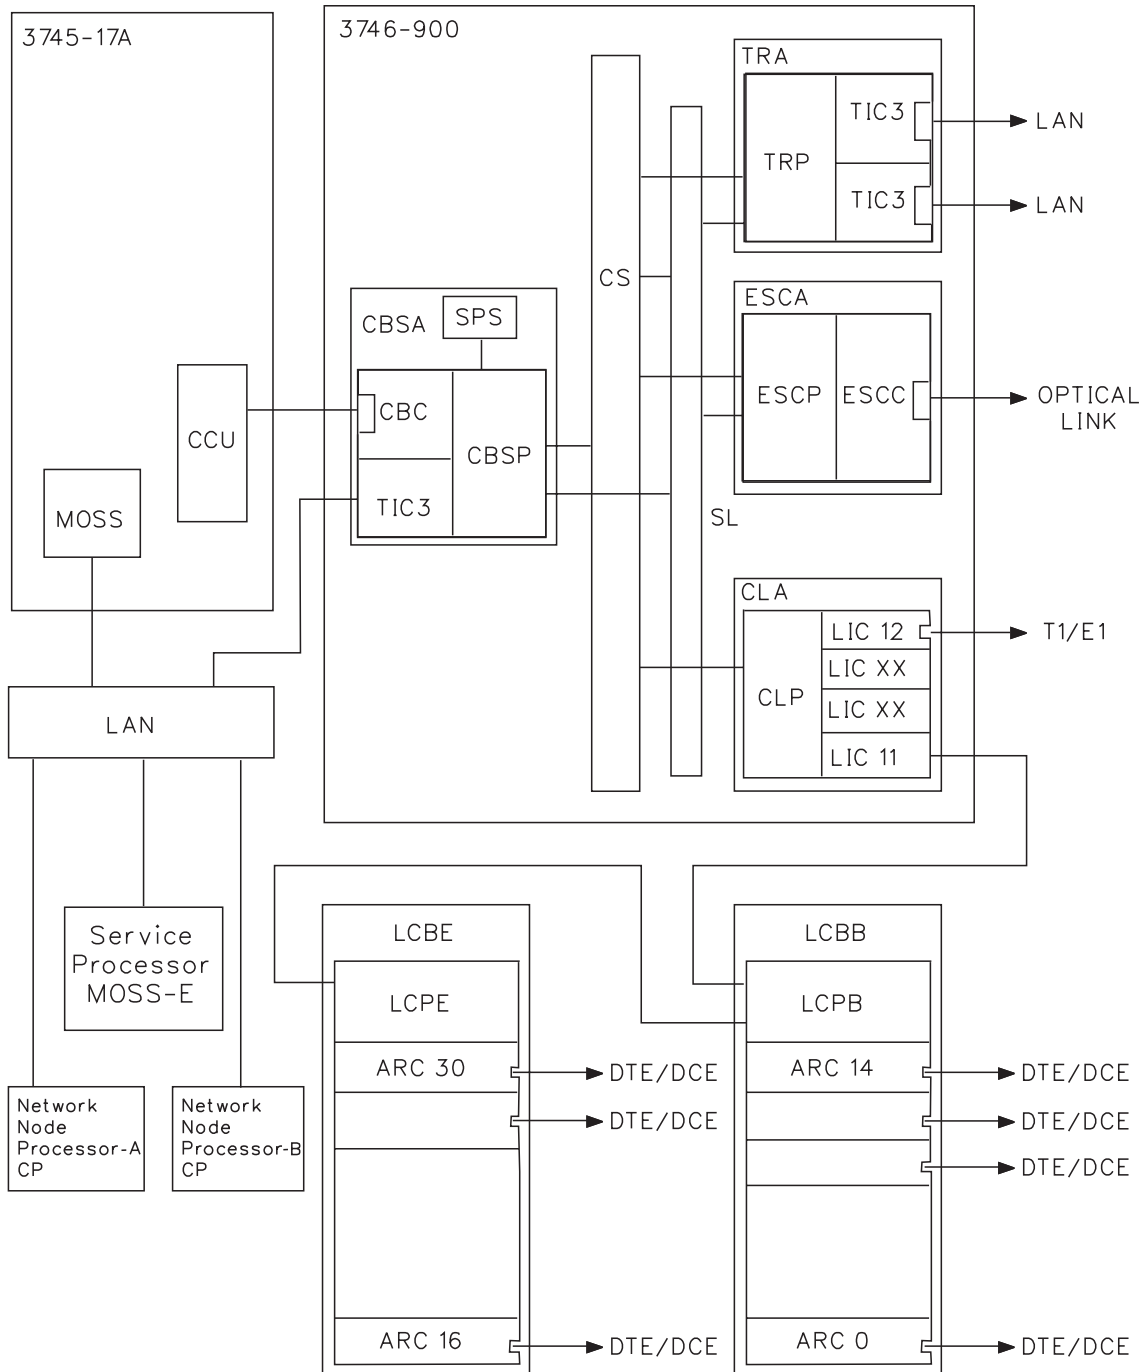 3745-17A
3746-900
TRA
TIC3
LAN
TRP
TIC3
LAN
CS
ESCA
CBSA
SPS
ESCP
ESCC
OPTICAL
LINK
CBC
CCU
CBSP
TIC3
MOSS
SL
CLA
LIC 12
T1/E1
LIC XX
CLP
LIC XX
LIC 11
LAN
Service
Processor
MOSS-E
LCBE
LCBB
LCPE
LCPB
ARC 30
DTE/DCE
ARC 14
DTE/DCE
DTE/DCE
DTE/DCE
DTE/DCE
Network
Node
Processor-A
CP
Network
Node
Processor-B
CP
ARC 16
DTE/DCE
ARC 0
DTE/DCE